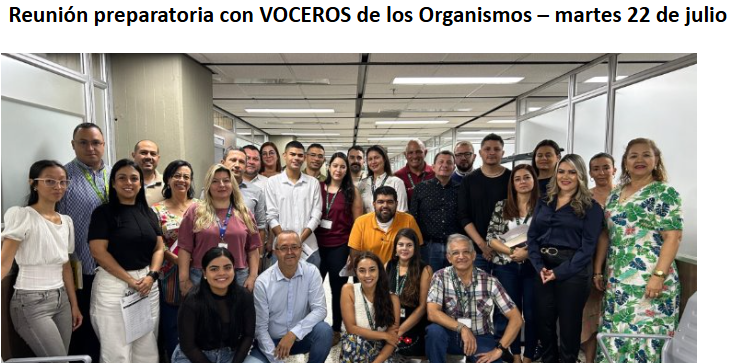 Reunión preparatoria con VOCEROS de los Organismos – martes 22 de julio